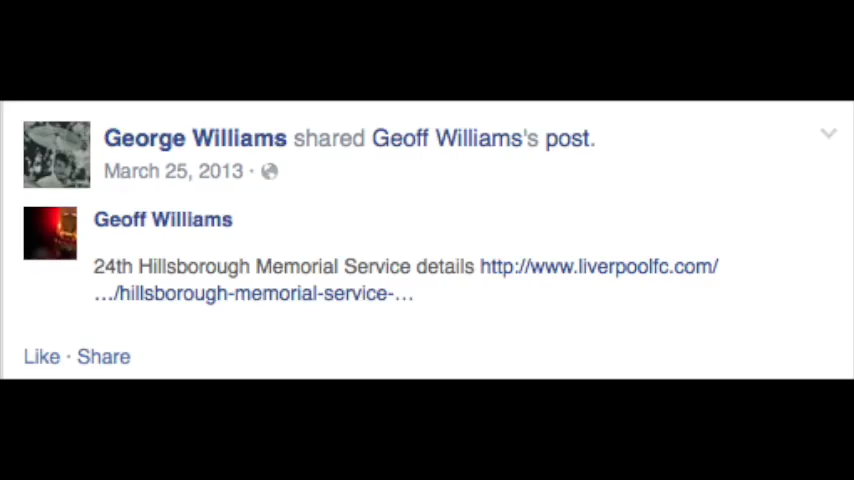 George Williams shared Geoff Williams's post.
March 25, 2013 ·
Geoff Williams
24th Hillsborough Memorial Service details http://www.liverpoolfc.com/
…/hillsborough-memorial-service-…
Like · Share